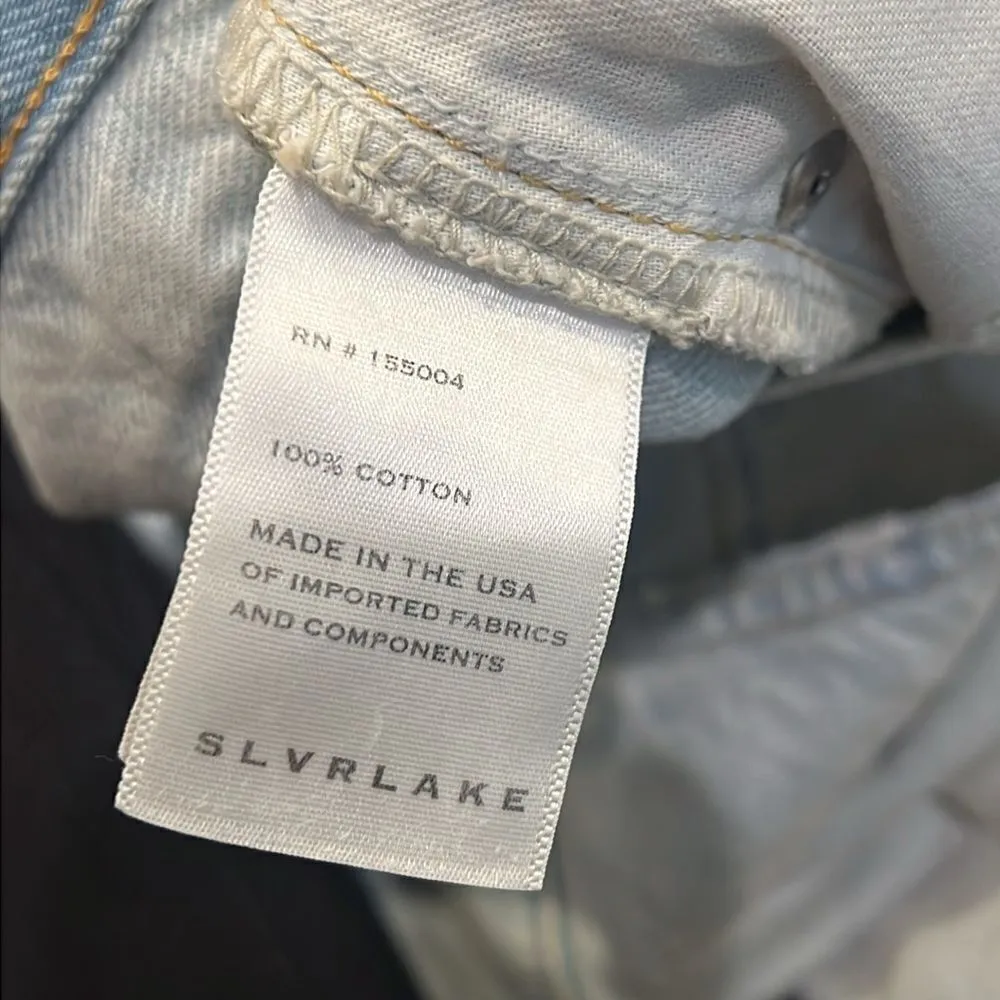 RN # 155004
100% COTTON
MADE IN THE USA
OF IMPORTED FABRICS
AND COMPONENTS
SLVRLAKE